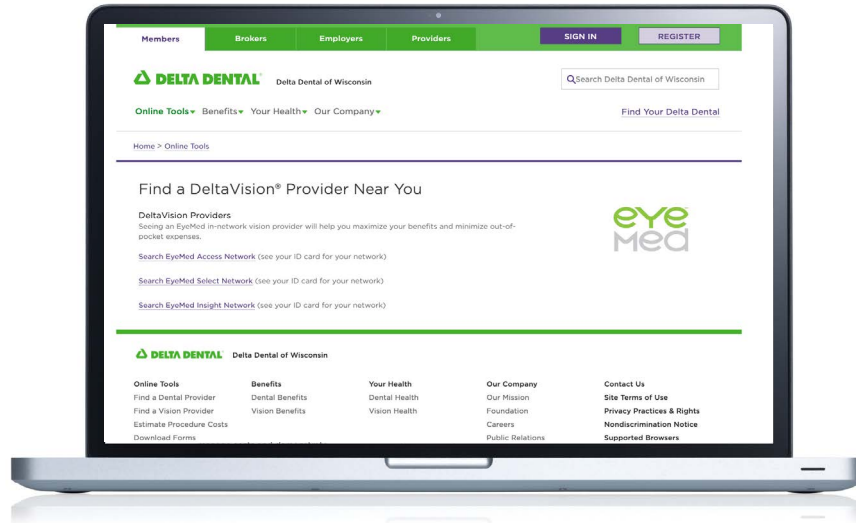 Members Brokers Employers Providers SIGN IN REGISTER
DELTA DENTAL® Delta Dental of Wisconsin
Search Delta Dental of Wisconsin
Online Tools Benefits Your Health Our Company
Find Your Delta Dental
Home > Online Tools
Find a DeltaVision® Provider Near You
DeltaVision Providers
Seeing an EyeMed in-network vision provider will help you maximize your benefits and minimize out-of-
pocket expenses.
Search EyeMed Access Network (see your ID card for your network)
Search EyeMed Select Network (see your ID card for your network)
Search EyeMed Insight Network (see your ID card for your network)
eye
MED
DELTA DENTAL Delta Dental of Wisconsin
Online Tools Benefits Your Health Our Company Contact Us
Find a Dental Provider Dental Benefits Dental Health Our Mission Site Terms of Use
Find a Vision Provider Vision Benefits Vision Health Foundation Privacy Practices & Rights
Estimate Procedure Costs Careers Nondiscrimination Notice
Download Forms Public Relations Supported Browsers